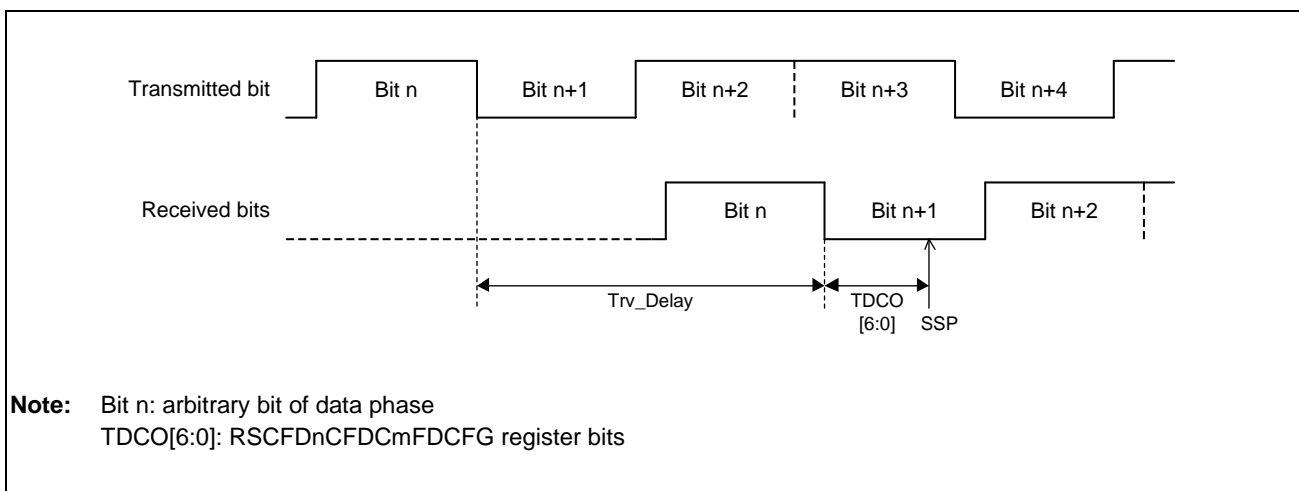 Transmitted bit Bit n Bit n+1 Bit n+2 Bit n+3 Bit n+4
Received bits Bit n Bit n+1 Bit n+2
Trv_Delay TDCO
[6:0] SSP
Note: Bit n: arbitrary bit of data phase
TDCO[6:0]: RSCFDnCFDCmFDCFG register bits